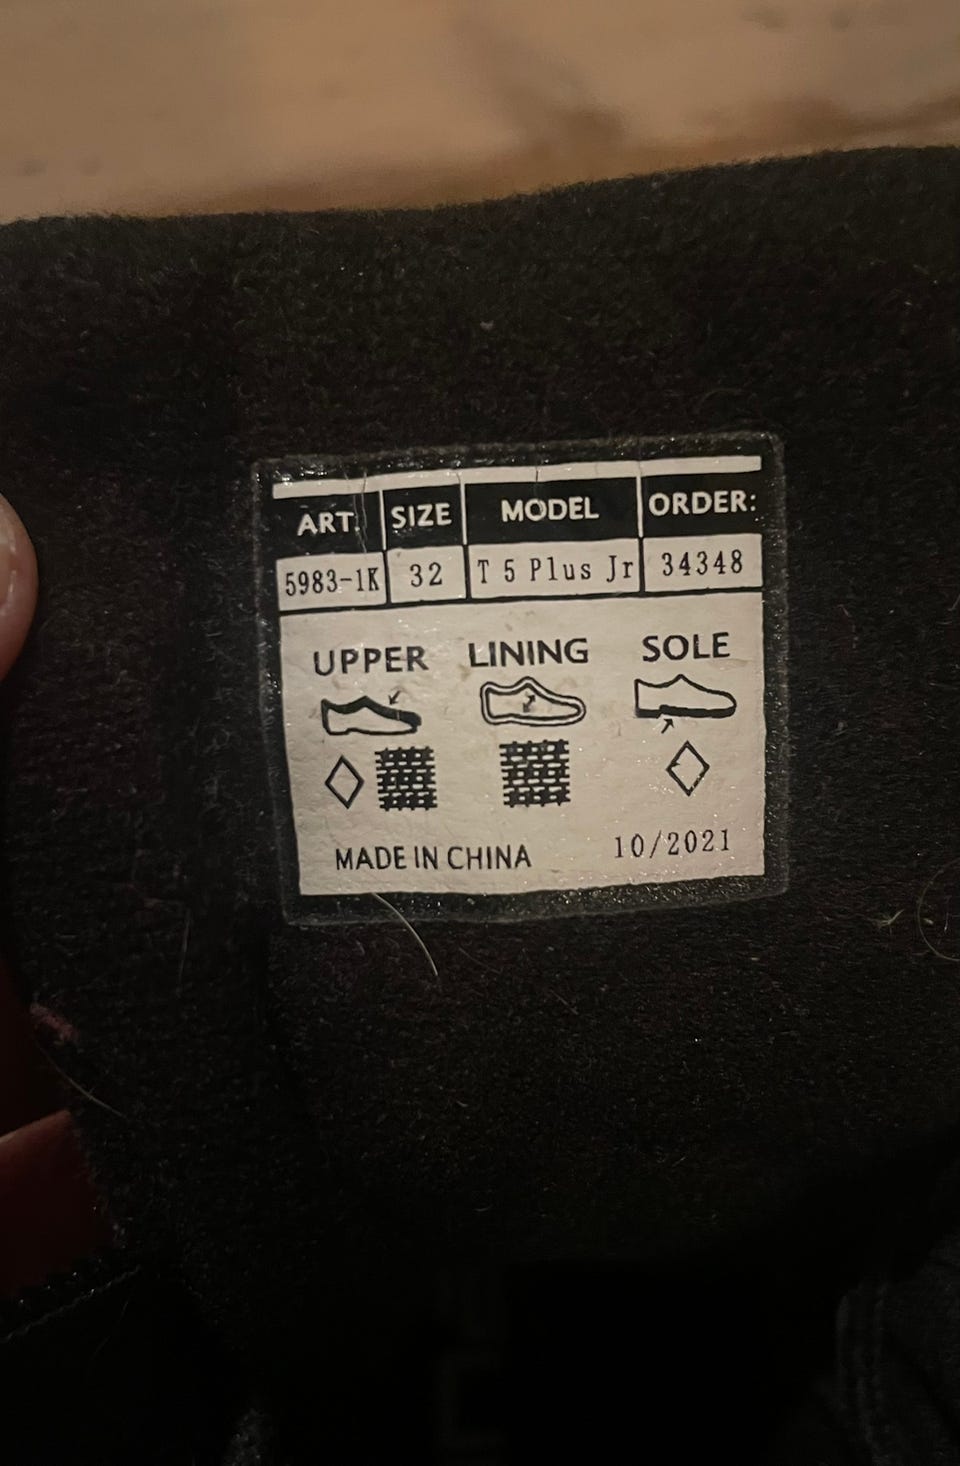 ART. SIZE MODEL ORDER:
5983-1K 32 T 5 Plus Jr 34348
UPPER LINING SOLE
MADE IN CHINA 10/2021